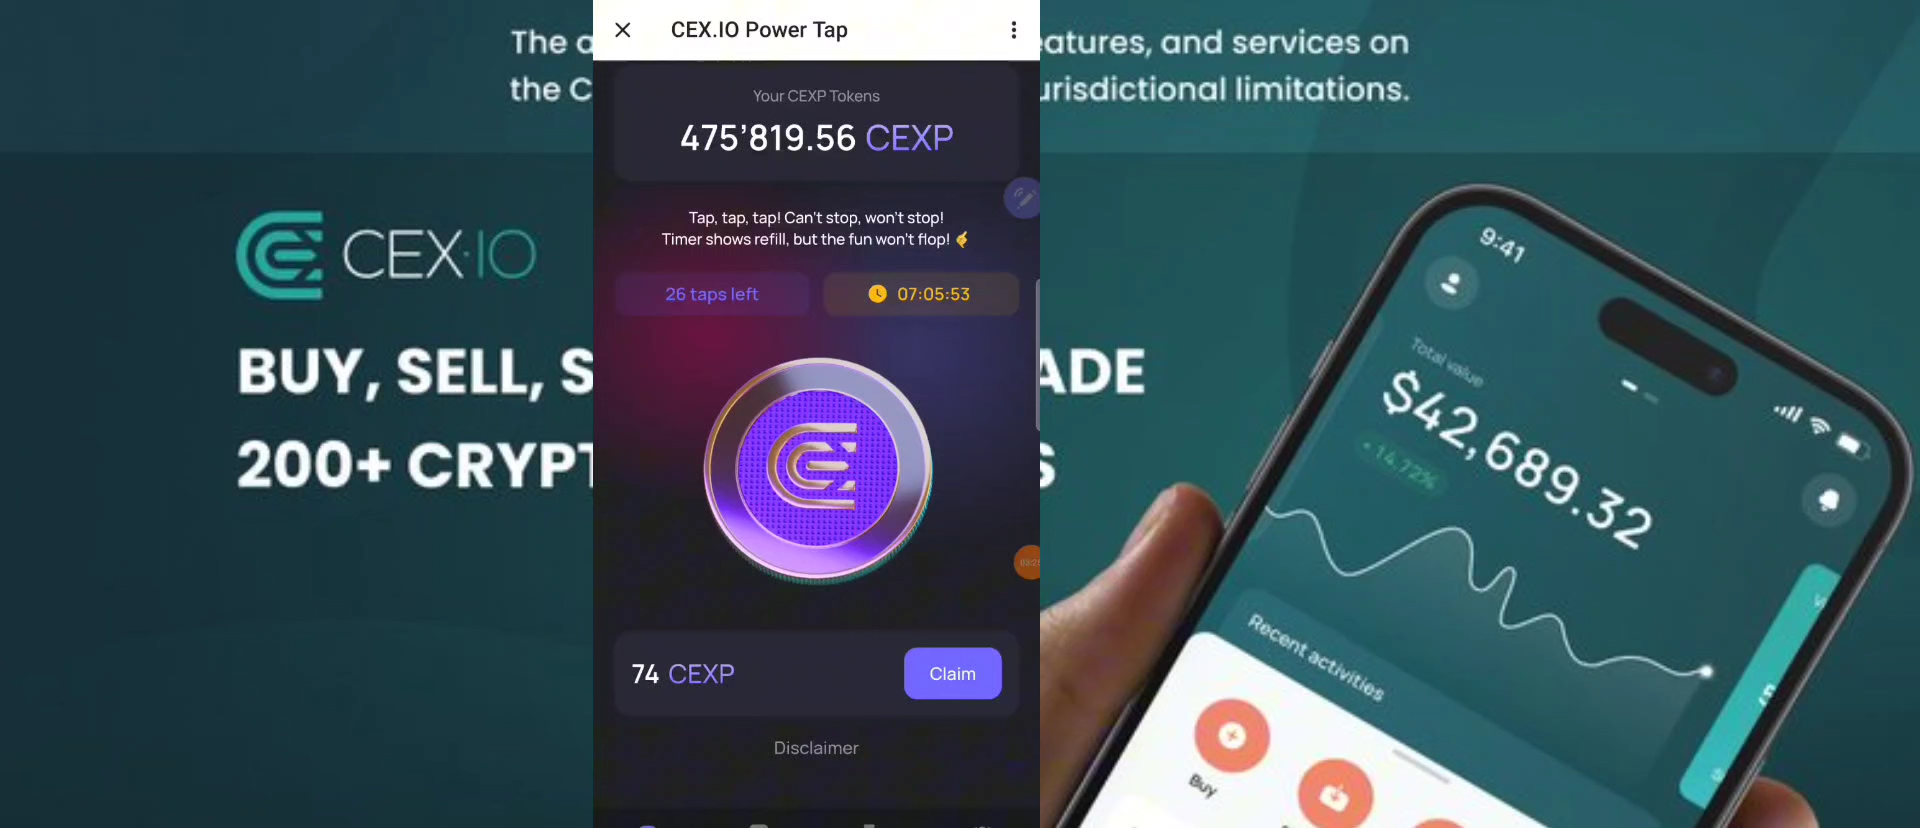 The a
eatures, and services on
the C
urisdictional limitations.
CEX.IO Power Tap
Your CEXP Tokens
475’819.56 CEXP
Tap, tap, tap! Can't stop, won't stop!
Timer shows refill, but the fun won't flop!
26 taps left
07:05:53
74 CEXP
Claim
Disclaimer
CEX·IO
BUY, SELL, S
ADE
200+ CRYPT
S
9:41
Total value
$42,689.32
14.72%
Recent activities
Buy